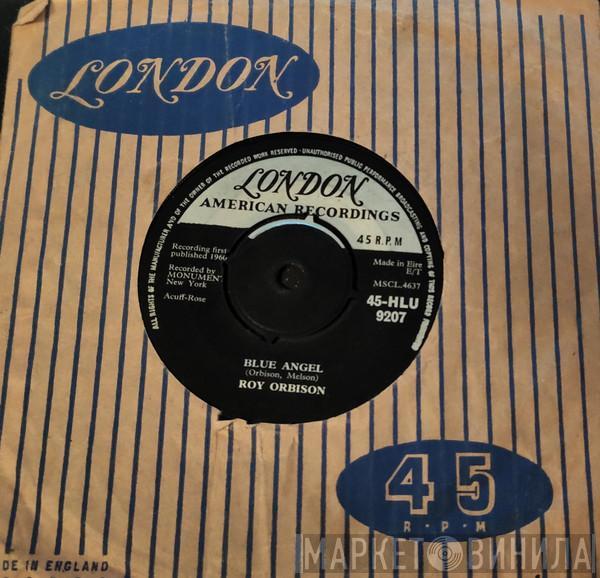 LONDON
ALL RIGHTS OF THE MANUFACTURER AND OF THE OWNER OF THE RECORDED WORK RESERVED · UNAUTHORISED PUBLIC PERFORMANCE BROADCASTING AND COPYING OF THIS RECORD PROHIBITED
LONDON
AMERICAN RECORDINGS
45 R.P.M
Recording first
published 1960
Made in Eire
E/T
Recorded by
MONUMENT
New York
MSCL.4637
Acuff-Rose
45-HLU
9207
BLUE ANGEL
(Orbison, Melson)
ROY ORBISON
45
R·P·M
DE IN ENGLAND
МАРКЕТ ВИНИЛА